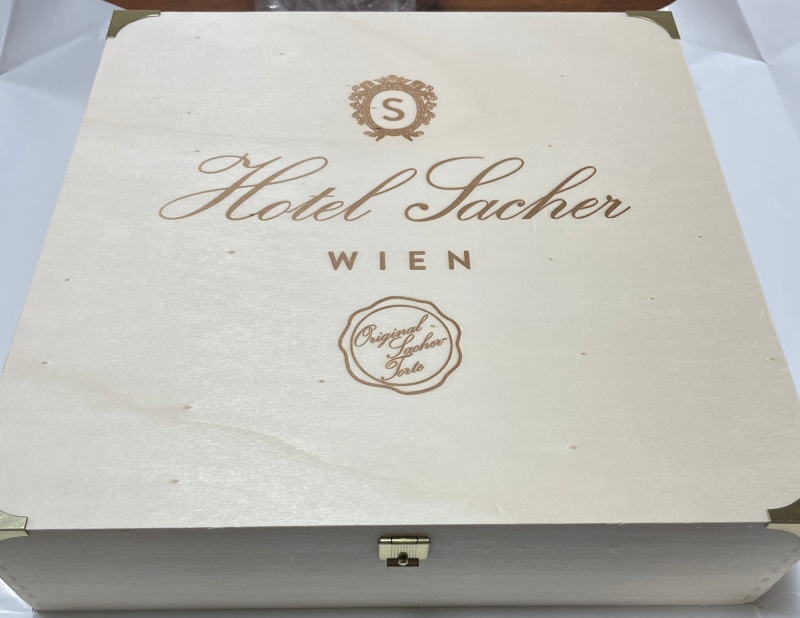 S
Hotel Sacher
WIEN
Original
Sacher-
Torte